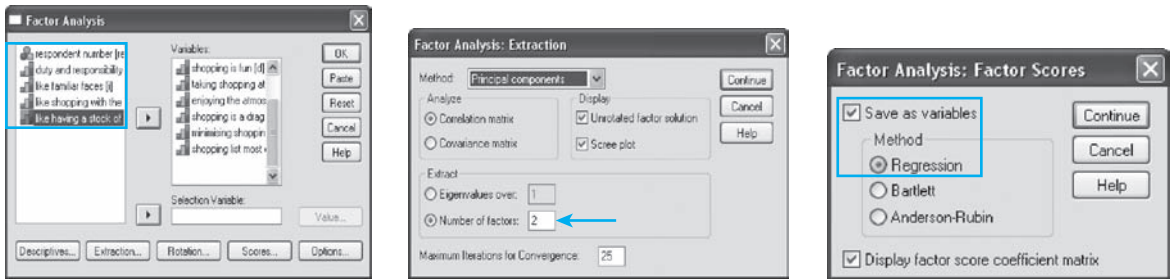 Factor Analysis
respondent number [re
duty and responsibility
like familiar faces [i]
like shopping with the
like having a stock of
Variables:
shopping is fun [d]
taking shopping at
enjoying the atmos
shopping is a drag
minimising shoppin
shopping list most
Selection Variable:
OK
Paste
Reset
Cancel
Help
Value...
Descriptives...
Extraction...
Rotation...
Scores...
Options...
Factor Analysis: Extraction
Method:
Principal components
Analyze
Correlation matrix
Covariance matrix
Display
Unrotated factor solution
Scree plot
Extract
Eigenvalues over:
1
Number of factors:
2
Maximum Iterations for Convergence:
25
Continue
Cancel
Help
Factor Analysis: Factor Scores
Save as variables
Method
Regression
Bartlett
Anderson-Rubin
Display factor score coefficient matrix
Continue
Cancel
Help